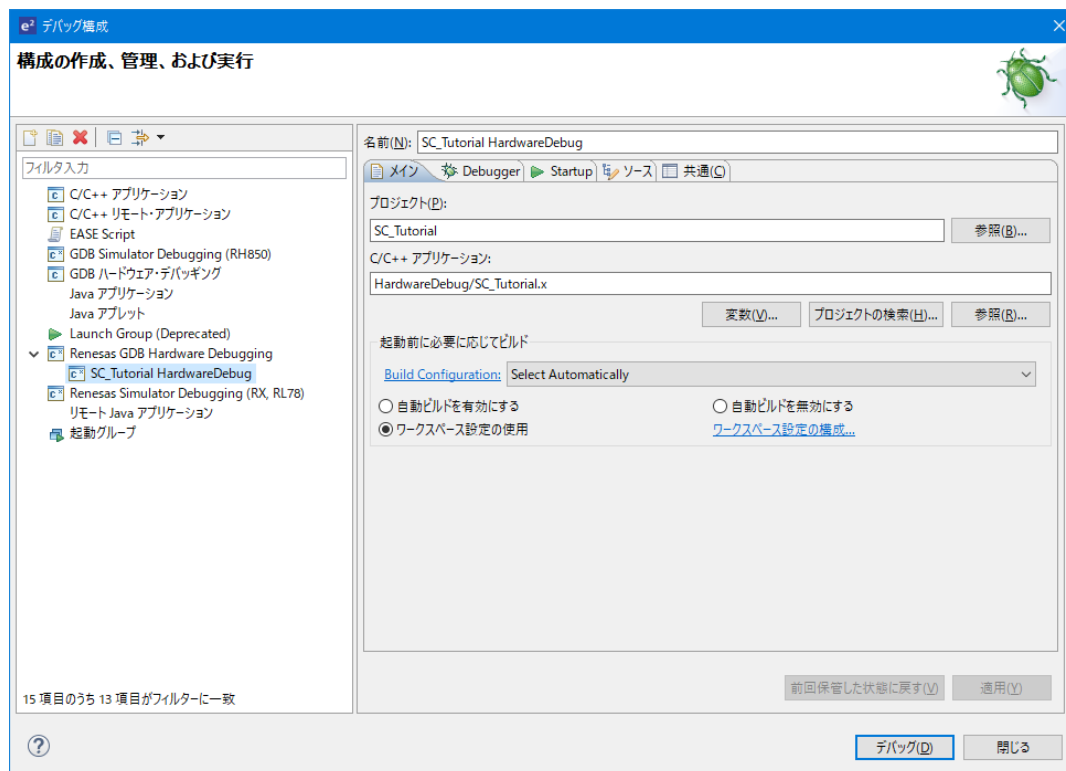 e² デバッグ構成
構成の作成、管理、および実行
フィルタ入力
C/C++ アプリケーション
C/C++ リモート・アプリケーション
EASE Script
GDB Simulator Debugging (RH850)
GDB ハードウェア・デバッギング
Java アプリケーション
Java アプレット
Launch Group (Deprecated)
Renesas GDB Hardware Debugging
SC_Tutorial HardwareDebug
Renesas Simulator Debugging (RX, RL78)
リモート Java アプリケーション
起動グループ
15 項目のうち 13 項目がフィルターに一致
名前(N): SC_Tutorial HardwareDebug
メイン Debugger Startup ソース 共通(C)
プロジェクト(P):
SC_Tutorial 参照(B)...
C/C++ アプリケーション:
HardwareDebug/SC_Tutorial.x
変数(V)... プロジェクトの検索(H)... 参照(R)...
起動前に必要に応じてビルド
Build Configuration: Select Automatically
自動ビルドを有効にする 自動ビルドを無効にする
ワークスペース設定の使用 ワークスペース設定の構成...
前回保管した状態に戻す(V) 適用(Y)
デバッグ(D) 閉じる